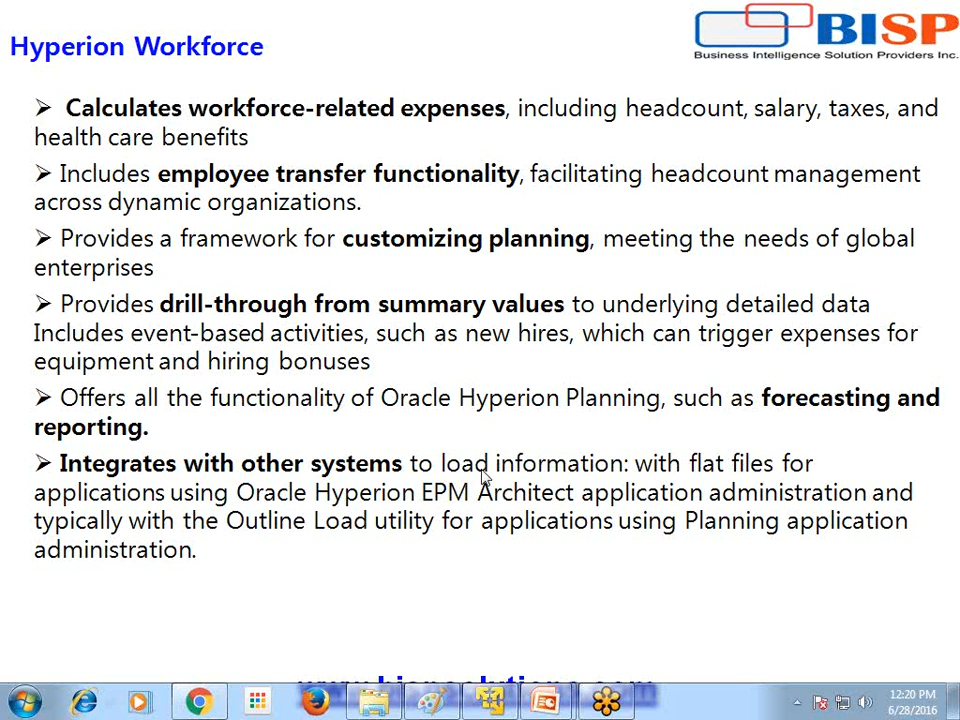 Hyperion Workforce
BISP
Business Intelligence Solution Providers Inc.
➢ Calculates workforce-related expenses, including headcount, salary, taxes, and
health care benefits
➢ Includes employee transfer functionality, facilitating headcount management
across dynamic organizations.
➢ Provides a framework for customizing planning, meeting the needs of global
enterprises
➢ Provides drill-through from summary values to underlying detailed data
Includes event-based activities, such as new hires, which can trigger expenses for
equipment and hiring bonuses
➢ Offers all the functionality of Oracle Hyperion Planning, such as forecasting and
reporting.
➢ Integrates with other systems to load information: with flat files for
applications using Oracle Hyperion EPM Architect application administration and
typically with the Outline Load utility for applications using Planning application
administration.
12:20 PM
6/28/2016